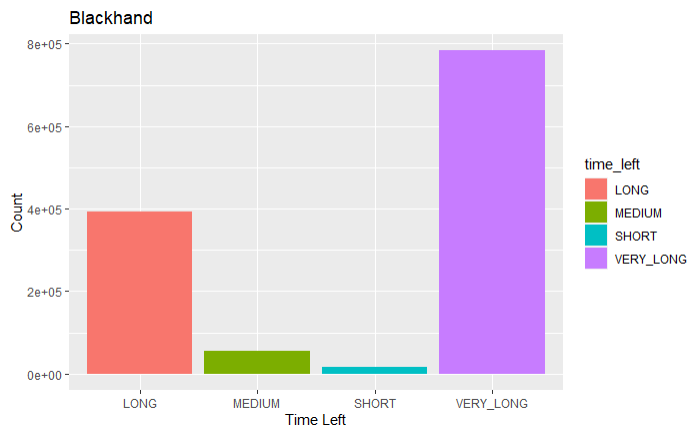 Blackhand
8e+05
6e+05
4e+05
2e+05
0e+00
Count
LONG
MEDIUM
SHORT
VERY_LONG
Time Left
time_left
LONG
MEDIUM
SHORT
VERY_LONG